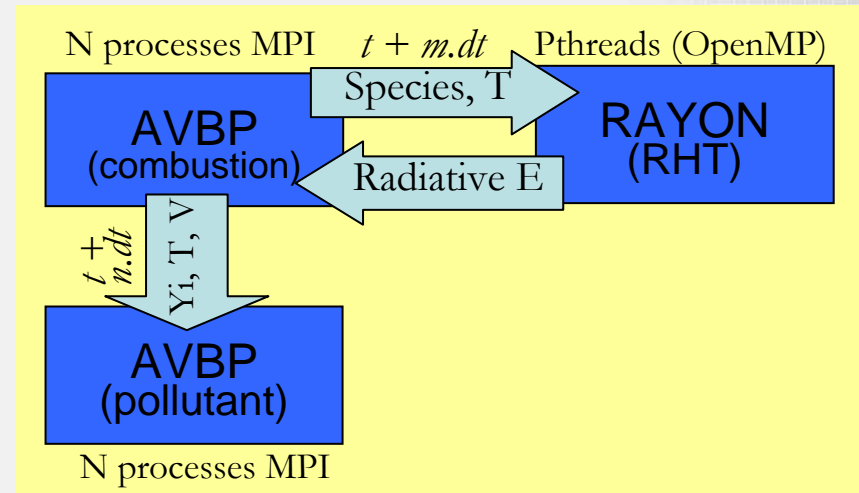 N processes MPI
t + m.dt
Pthreads (OpenMP)
Species, T
AVBP
(combustion)
RAYON
(RHT)
Radiative E
t +
n.dt
Yi, T, V
AVBP
(pollutant)
N processes MPI